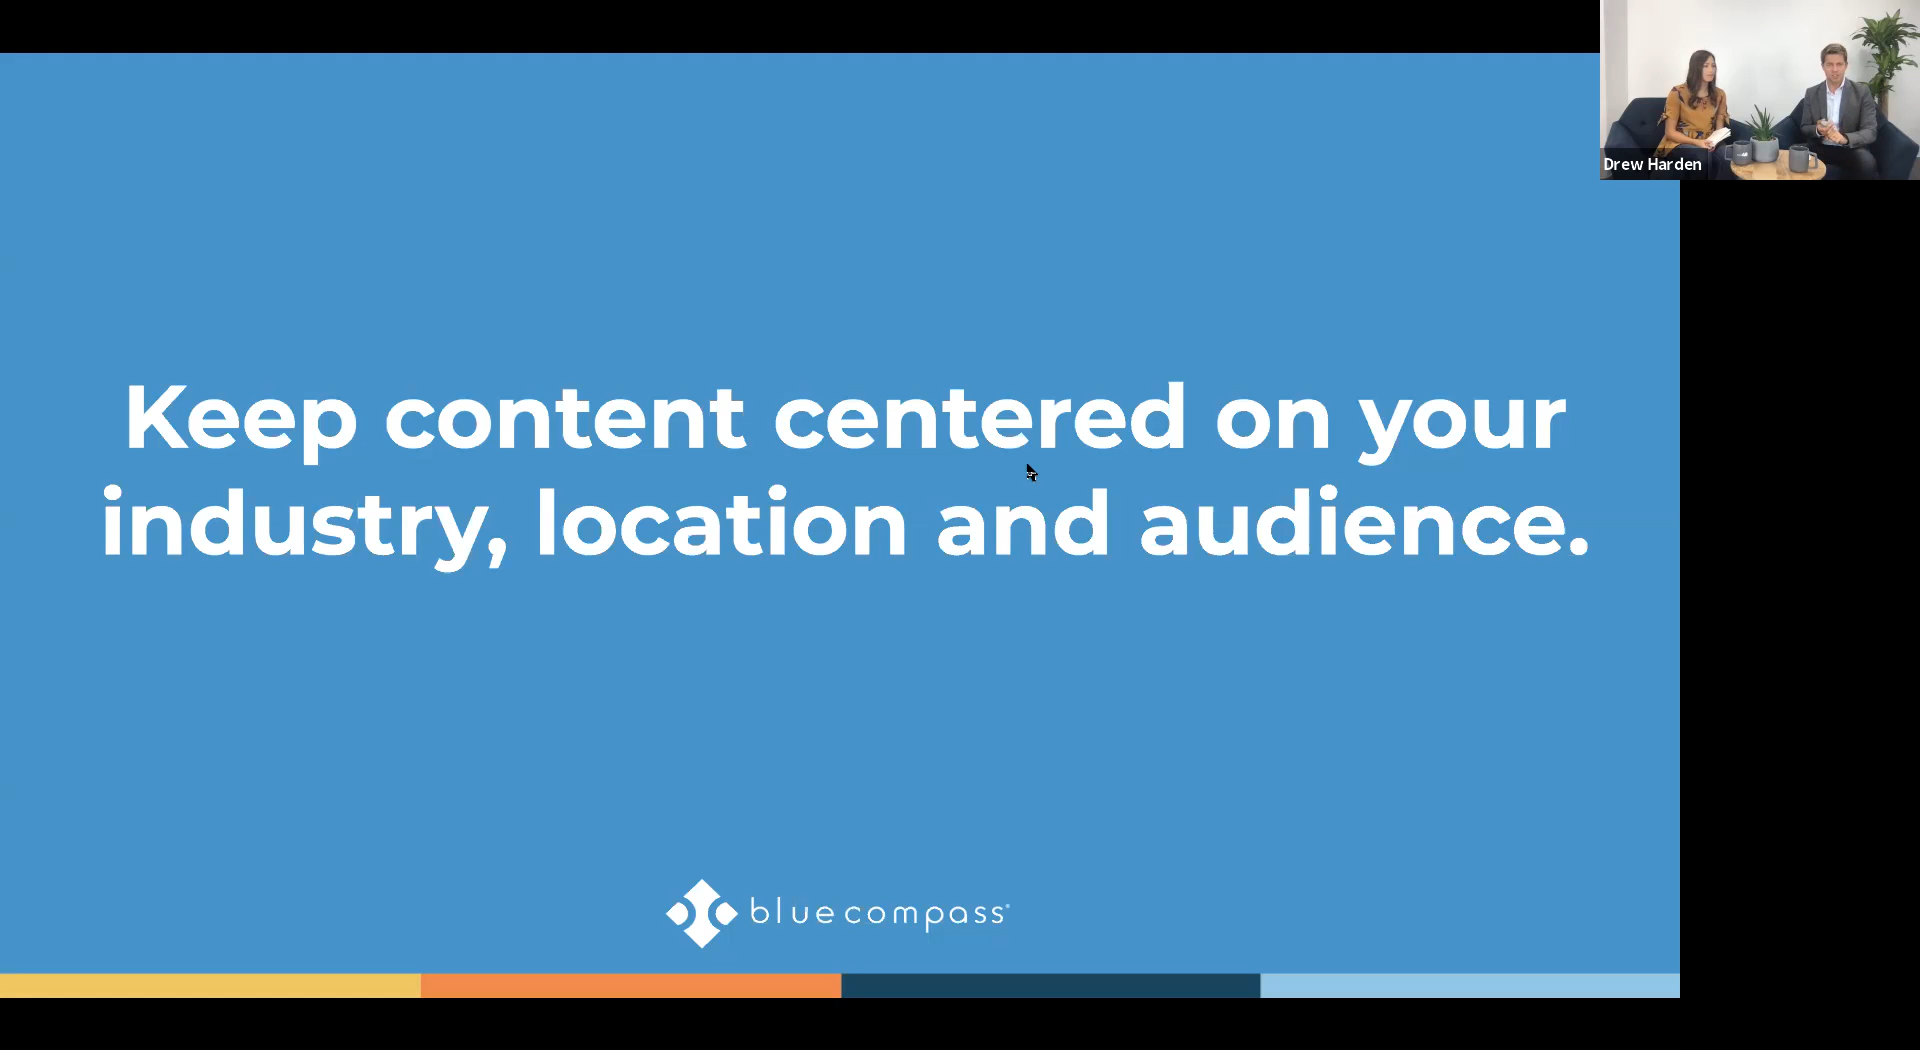 Drew Harden
Keep content centered on your
industry, location and audience.
blue compass